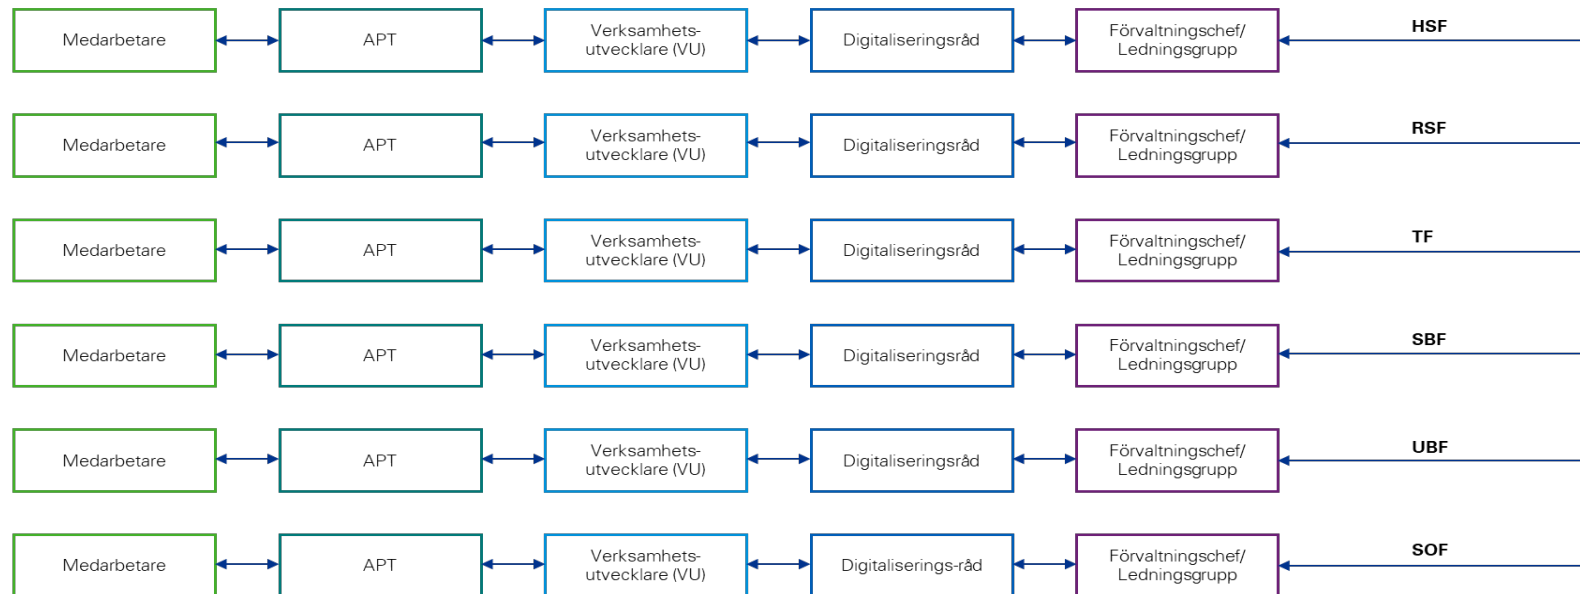 Medarbetare
APT
Verksamhets-
utvecklare (VU)
Digitaliseringsråd
Förvaltningschef/
Ledningsgrupp
HSF
Medarbetare
APT
Verksamhets-
utvecklare (VU)
Digitaliseringsråd
Förvaltningschef/
Ledningsgrupp
RSF
Medarbetare
APT
Verksamhets-
utvecklare (VU)
Digitaliseringsråd
Förvaltningschef/
Ledningsgrupp
TF
Medarbetare
APT
Verksamhets-
utvecklare (VU)
Digitaliseringsråd
Förvaltningschef/
Ledningsgrupp
SBF
Medarbetare
APT
Verksamhets-
utvecklare (VU)
Digitaliseringsråd
Förvaltningschef/
Ledningsgrupp
UBF
Medarbetare
APT
Verksamhets-
utvecklare (VU)
Digitaliserings-råd
Förvaltningschef/
Ledningsgrupp
SOF